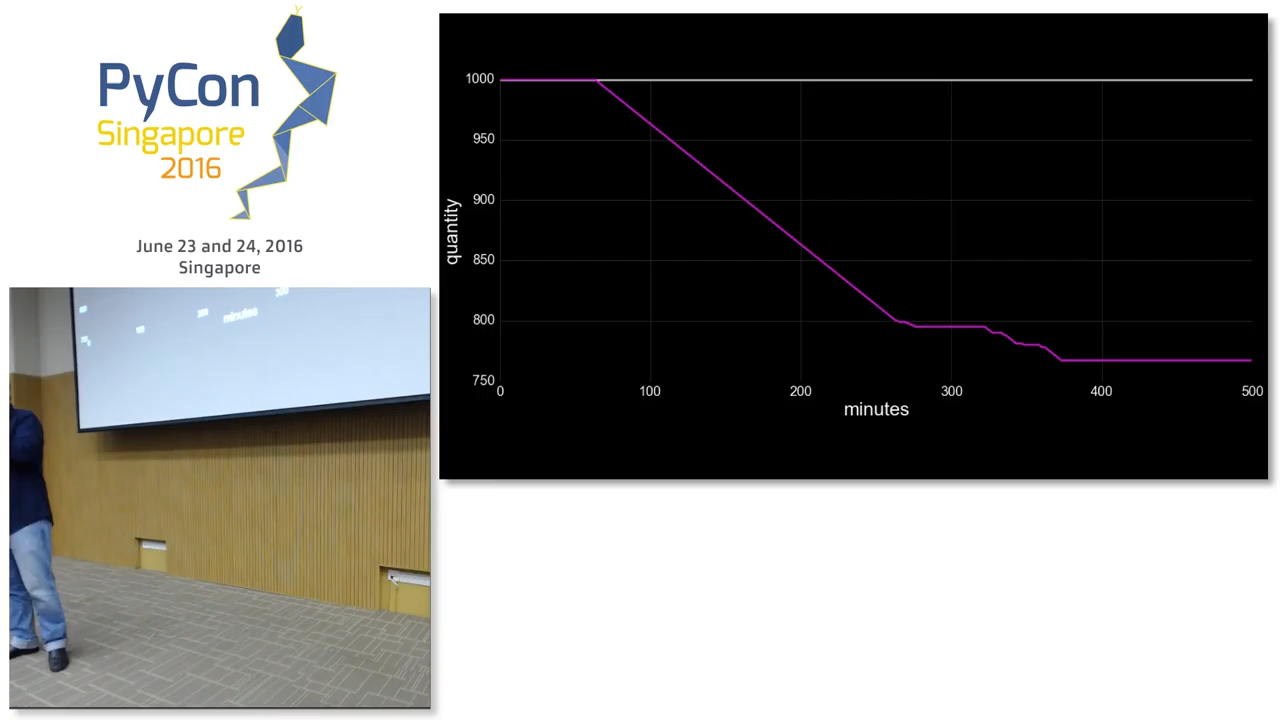 PyCon
Singapore
2016
June 23 and 24, 2016
Singapore
minutes
1000
950
900
850
800
750
quantity
0
100
200
300
400
500
minutes